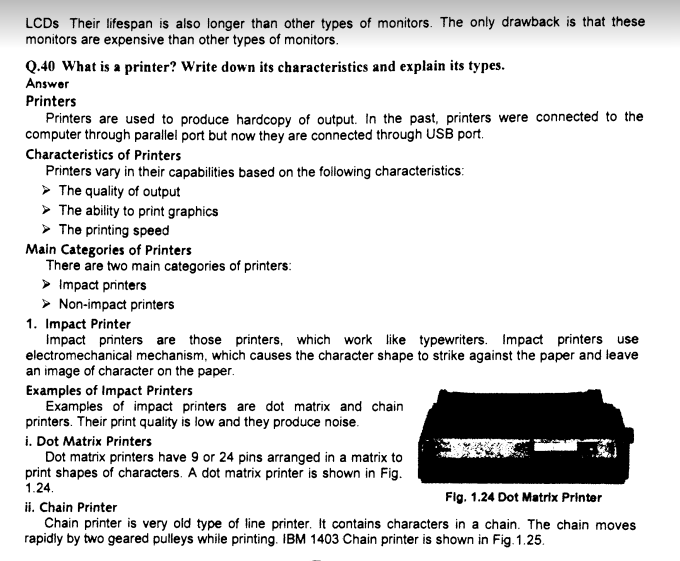 LCDs Their lifespan is also longer than other types of monitors. The only drawback is that these
monitors are expensive than other types of monitors.
Q.40 What is a printer? Write down its characteristics and explain its types.
Answer
Printers
Printers are used to produce hardcopy of output. In the past, printers were connected to the
computer through parallel port but now they are connected through USB port.
Characteristics of Printers
Printers vary in their capabilities based on the following characteristics:
➢ The quality of output
➢ The ability to print graphics
➢ The printing speed
Main Categories of Printers
There are two main categories of printers:
➢ Impact printers
➢ Non-impact printers
1. Impact Printer
Impact printers are those printers, which work like typewriters. Impact printers use
electromechanical mechanism, which causes the character shape to strike against the paper and leave
an image of character on the paper.
Examples of Impact Printers
Examples of impact printers are dot matrix and chain
printers. Their print quality is low and they produce noise.
i. Dot Matrix Printers
Dot matrix printers have 9 or 24 pins arranged in a matrix to
print shapes of characters. A dot matrix printer is shown in Fig.
1.24.
Fig. 1.24 Dot Matrix Printer
ii. Chain Printer
Chain printer is very old type of line printer. It contains characters in a chain. The chain moves
rapidly by two geared pulleys while printing. IBM 1403 Chain printer is shown in Fig.1.25.